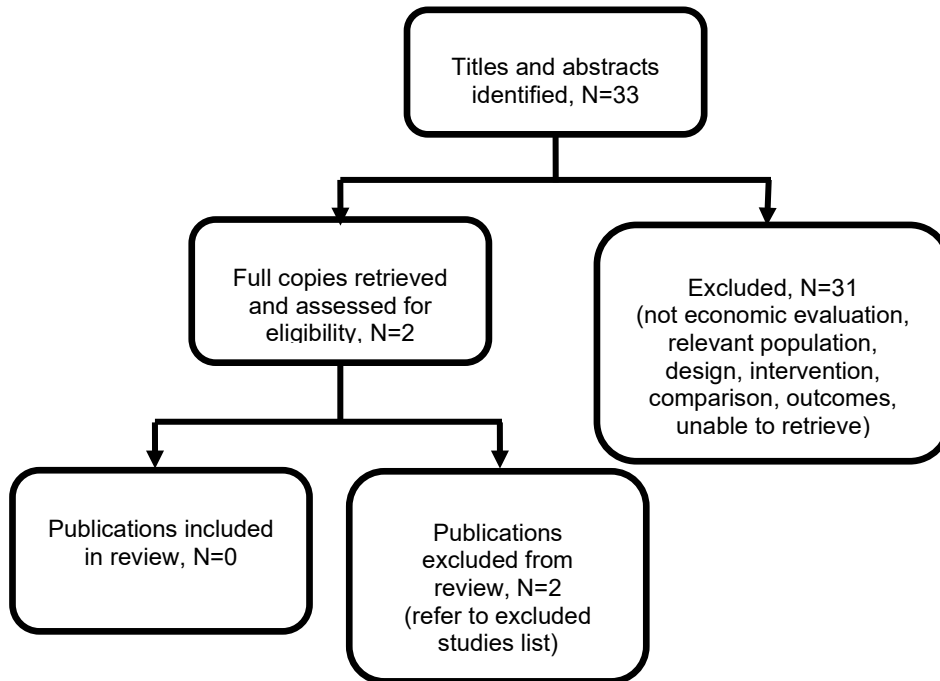 Titles and abstracts
identified, N=33
Full copies retrieved
and assessed for
eligibility, N=2
Excluded, N=31
(not economic evaluation,
relevant population,
design, intervention,
comparison, outcomes,
unable to retrieve)
Publications included
in review, N=0
Publications
excluded from
review, N=2
(refer to excluded
studies list)